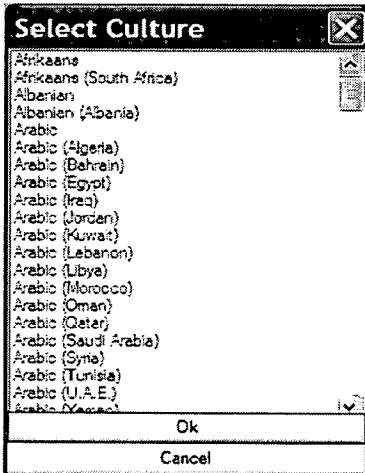 Select Culture
Afrikaans
Afrikaans (South Africa)
Albanian
Albanian (Albania)
Arabic
Arabic (Algeria)
Arabic (Bahrain)
Arabic (Egypt)
Arabic (Iraq)
Arabic (Jordan)
Arabic (Kuwait)
Arabic (Lebanon)
Arabic (Libya)
Arabic (Morocco)
Arabic (Oman)
Arabic (Qatar)
Arabic (Saudi Arabia)
Arabic (Syria)
Arabic (Tunisia)
Arabic (U.A.E.)
Arabic (Yemen)
Ok
Cancel